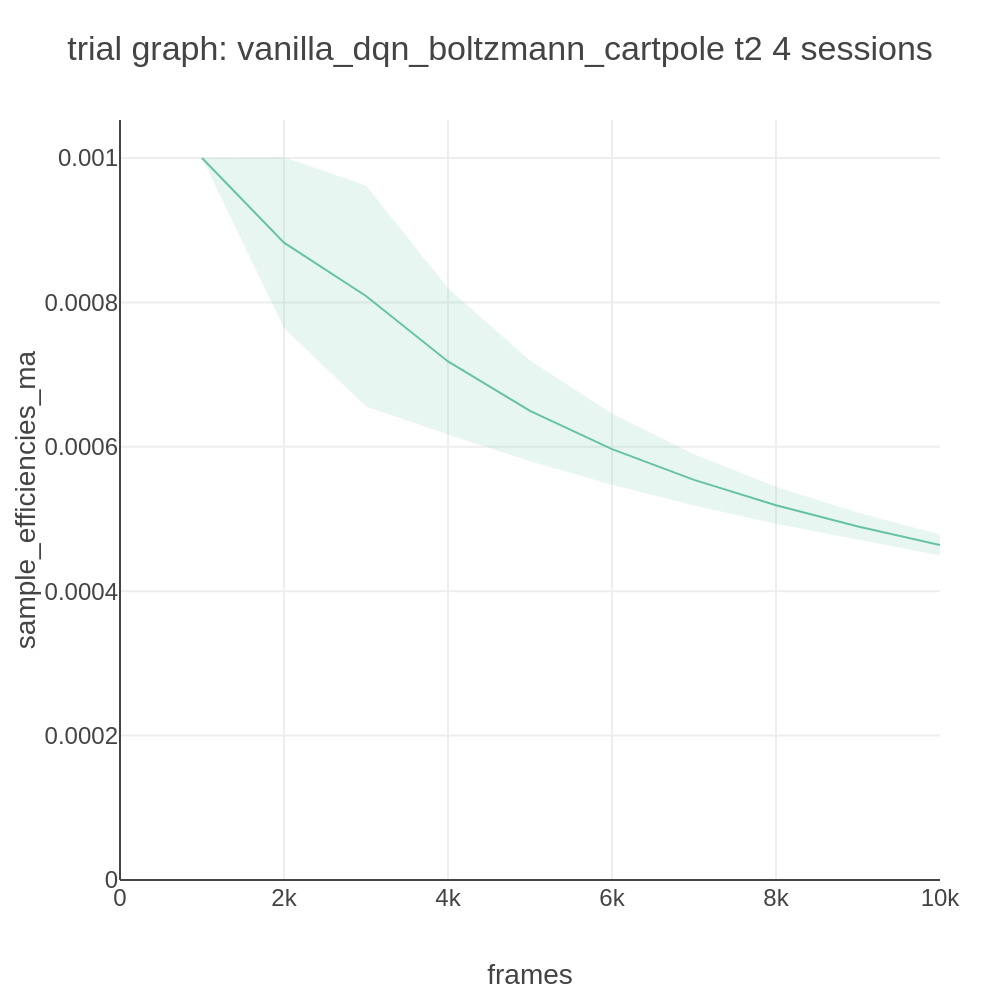 trial graph: vanilla_dqn_boltzmann_cartpole t2 4 sessions
sample_efficiencies_ma
0.001
0.0008
0.0006
0.0004
0.0002
0
0 2k 4k 6k 8k 10k
frames